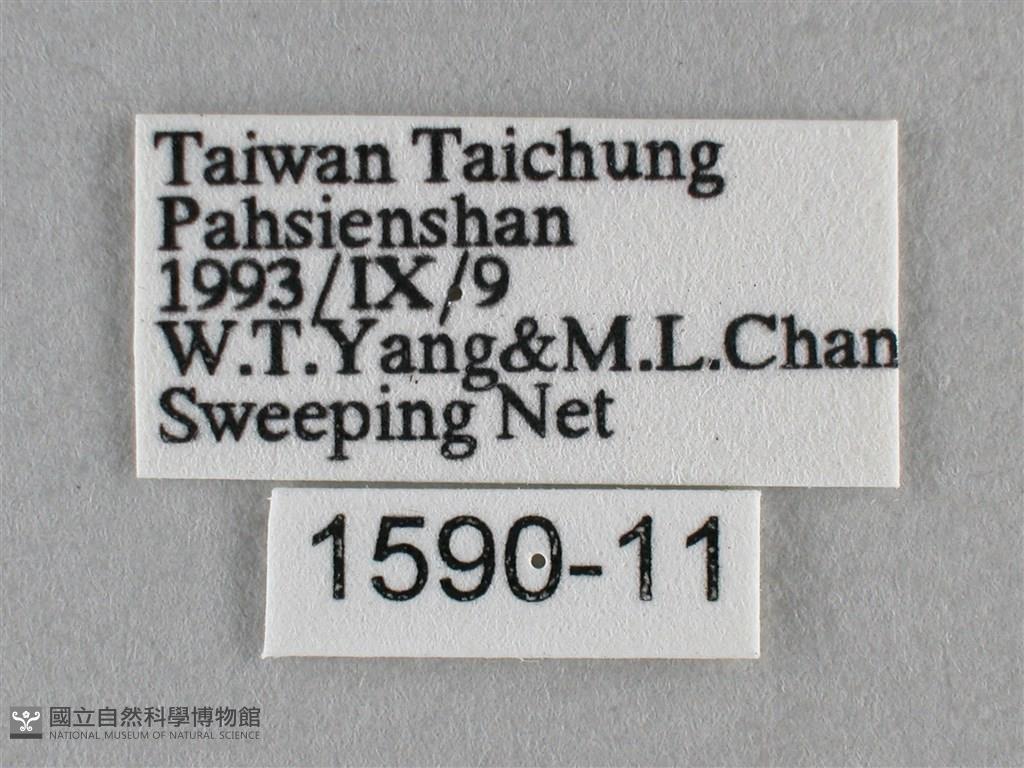 Taiwan Taichung
Pahsienshan
1993/IX/9
W.T.Yang&M.L.Chan
Sweeping Net
1590-11
國立自然科學博物館
NATIONAL MUSEUM OF NATURAL SCIENCE